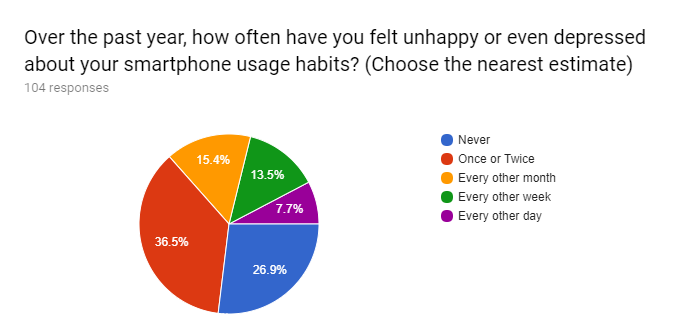 Over the past year, how often have you felt unhappy or even depressed
about your smartphone usage habits? (Choose the nearest estimate)
104 responses
15.4%
13.5%
7.7%
36.5%
26.9%
Never
Once or Twice
Every other month
Every other week
Every other day